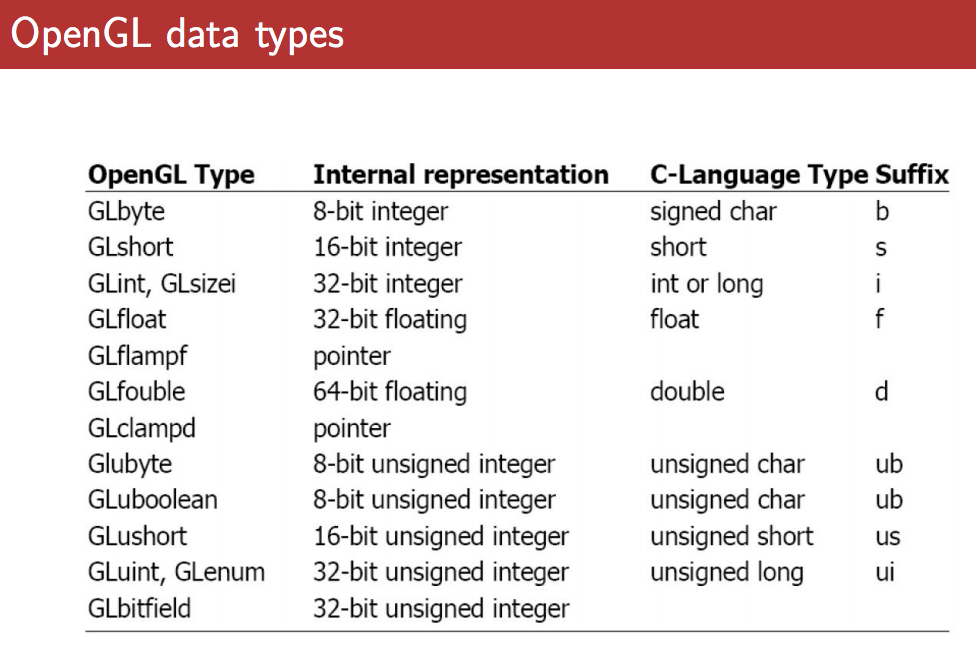 OpenGL data types
OpenGL Type Internal representation C-Language Type Suffix
GLbyte 8-bit integer signed char b
GLshort 16-bit integer short s
GLint, GLsizei 32-bit integer int or long i
GLfloat 32-bit floating float f
GLflampf pointer
GLfouble 64-bit floating double d
GLclampd pointer
Glubyte 8-bit unsigned integer unsigned char ub
GLuboolean 8-bit unsigned integer unsigned char ub
GLushort 16-bit unsigned integer unsigned short us
GLuint, GLenum 32-bit unsigned integer unsigned long ui
GLbitfield 32-bit unsigned integer